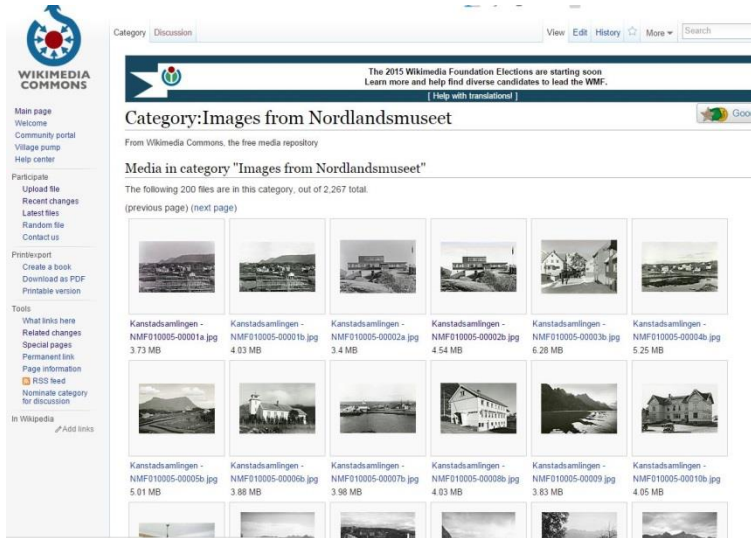 Category Discussion
View Edit History More
Search
WIKIMEDIA
COMMONS
Main page
Welcome
Community portal
Village pump
Help center
Participate
Upload file
Recent changes
Latest files
Random file
Contact us
Print/export
Create a book
Download as PDF
Printable version
Tools
What links here
Related changes
Special pages
Permanent link
Page information
RSS feed
Nominate category
for discussion
In Wikipedia
Add links
The 2015 Wikimedia Foundation Elections are starting soon
Learn more and help find diverse candidates to lead the WMF.
[ Help with translations! ]
Category:Images from Nordlandsmuseet
Goo
From Wikimedia Commons, the free media repository
Media in category "Images from Nordlandsmuseet"
The following 200 files are in this category, out of 2,267 total.
(previous page) (next page)
Kanstadsamlingen - Kanstadsamlingen - Kanstadsamlingen - Kanstadsamlingen - Kanstadsamlingen - Kanstadsamlingen -
NMF010005-00001a.jpg NMF010005-00001b.jpg NMF010005-00002a.jpg NMF010005-00002b.jpg NMF010005-00003b.jpg NMF010005-00004b.jpg
3.73 MB 4.03 MB 3.4 MB 4.54 MB 6.28 MB 5.25 MB
Kanstadsamlingen - Kanstadsamlingen - Kanstadsamlingen - Kanstadsamlingen - Kanstadsamlingen - Kanstadsamlingen -
NMF010005-00005b.jpg NMF010005-00006b.jpg NMF010005-00007b.jpg NMF010005-00008b.jpg NMF010005-00009.jpg NMF010005-00010b.jpg
5.01 MB 3.88 MB 3.98 MB 4.03 MB 3.83 MB 4.05 MB